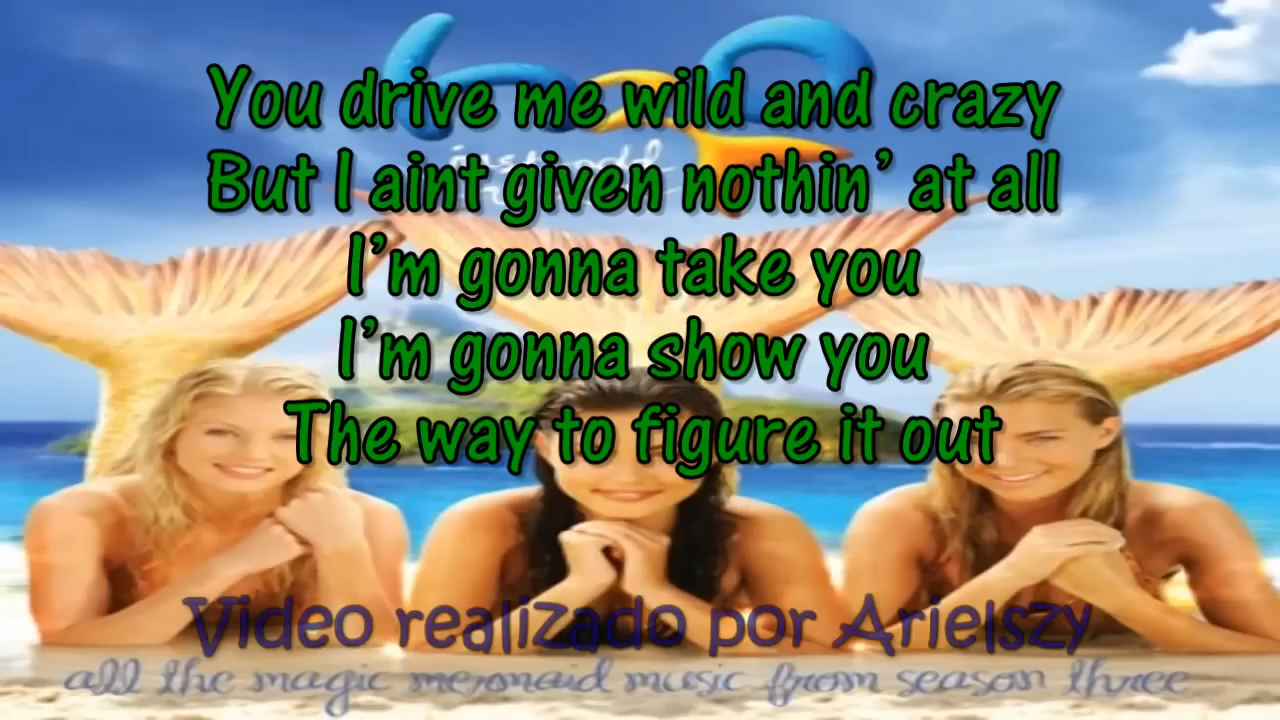 You drive me wild and crazy
But I aint given nothin’ at all
I’m gonna take you
I’m gonna show you
The way to figure it out
Video realizado por Arielszy
all the magic mermaid music from season three